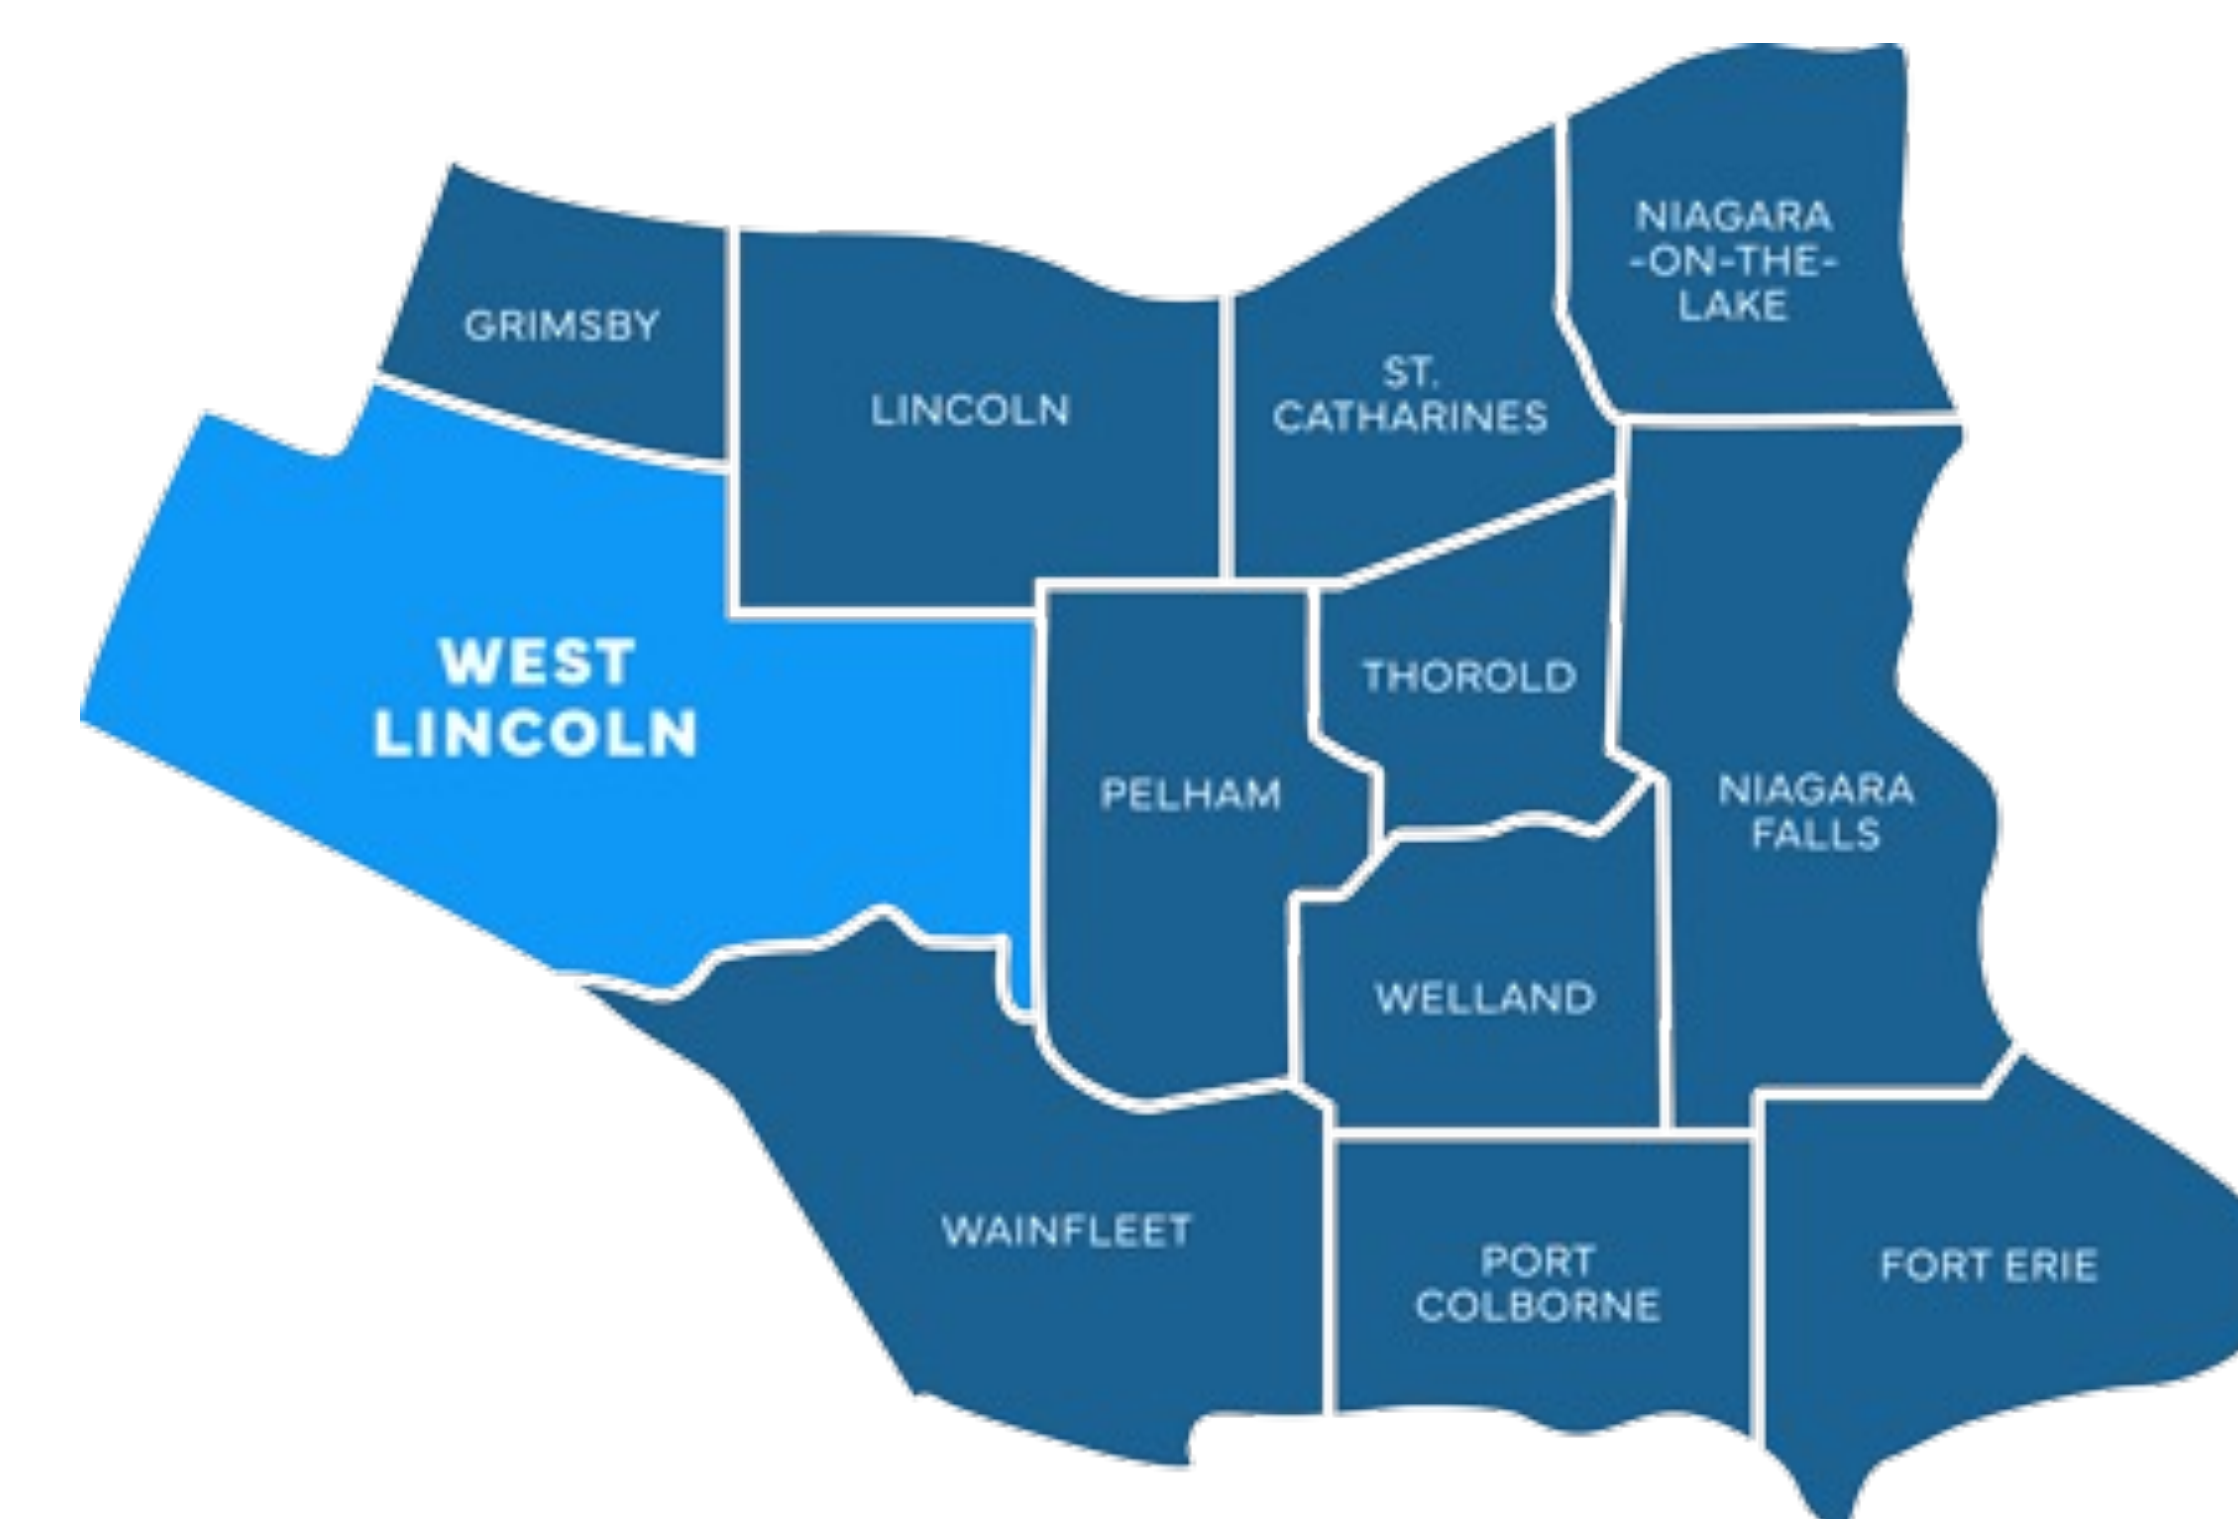 NIAGARA
-ON-THE-
LAKE
GRIMSBY
ST.
CATHARINES
LINCOLN
WEST
LINCOLN
THOROLD
PELHAM
NIAGARA
FALLS
WELLAND
WAINFLEET
PORT
COLBORNE
FORT ERIE